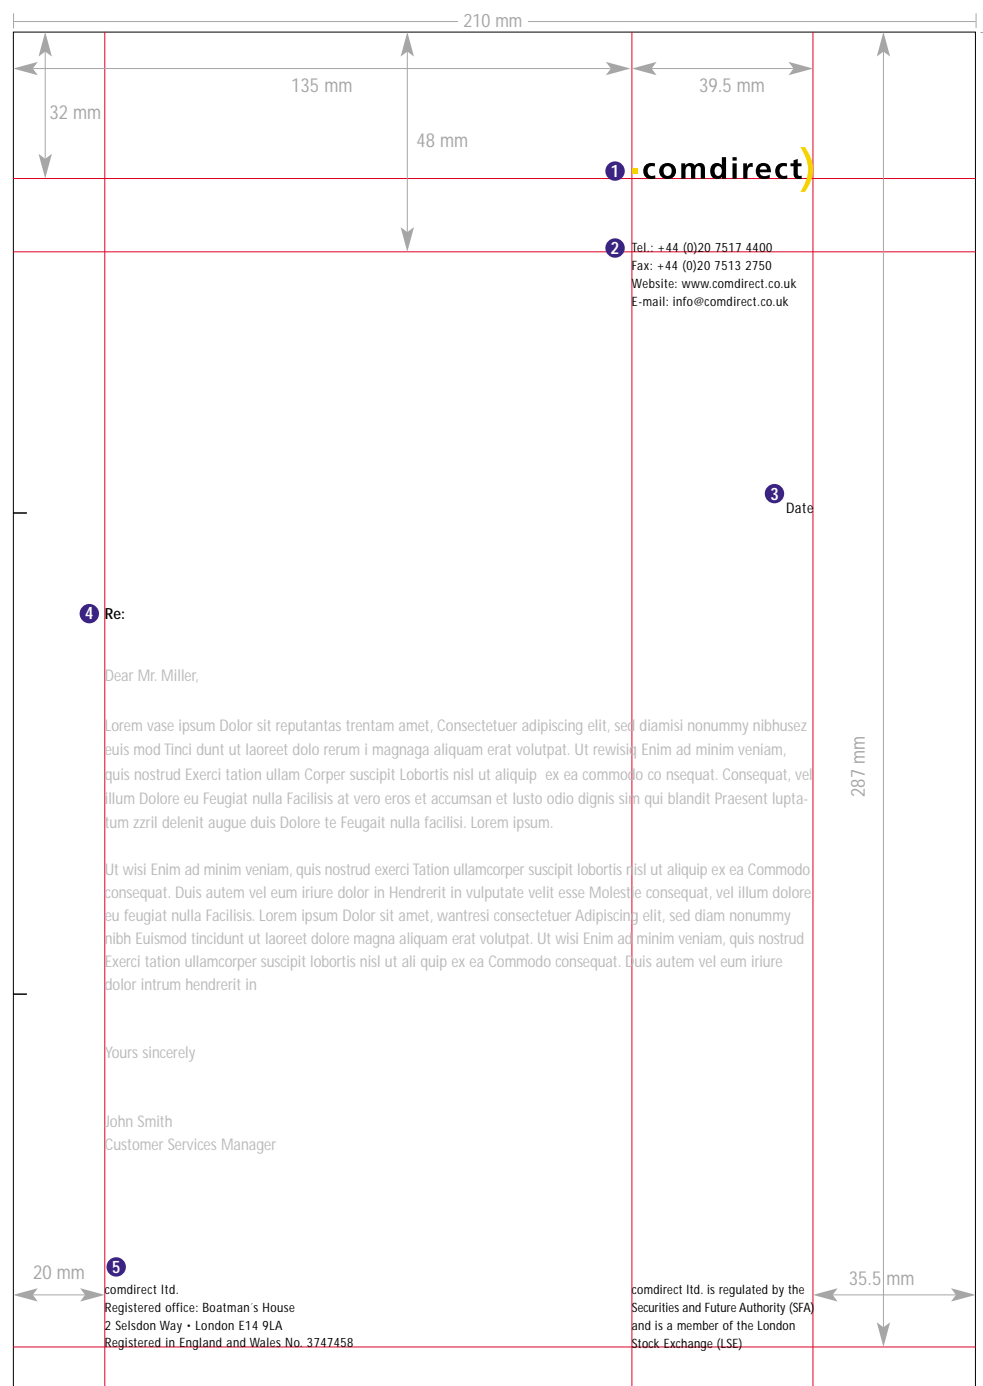 210 mm
135 mm
39.5 mm
32 mm
48 mm
1 comdirect
2 Tel.: +44 (0)20 7517 4400
Fax: +44 (0)20 7513 2750
Website: www.comdirect.co.uk
E-mail: info@comdirect.co.uk
3
Date
4 Re:
Dear Mr. Miller,
Lorem vase ipsum Dolor sit reputantas trentam amet, Consectetuer adipiscing elit, sed diamisi nonummy nibhusez
euis mod Tinci dunt ut laoreet dolo rerum i magnaga aliquam erat volutpat. Ut rewisiq Enim ad minim veniam,
quis nostrud Exerci tation ullam Corper suscipit Lobortis nisl ut aliquip ex ea commodo co nsequat. Consequat, vel
illum Dolore eu Feugiat nulla Facilisis at vero eros et accumsan et Iusto odio dignis sim qui blandit Praesent lupta-
tum zzril delenit augue duis Dolore te Feugait nulla facilisi. Lorem ipsum.
287 mm
Ut wisi Enim ad minim veniam, quis nostrud exerci Tation ullamcorper suscipit lobortis nisl ut aliquip ex ea Commodo
consequat. Duis autem vel eum iriure dolor in Hendrerit in vulputate velit esse Molestie consequat, vel illum dolore
eu feugiat nulla Facilisis. Lorem ipsum Dolor sit amet, wantresi consectetuer Adipiscing elit, sed diam nonummy
nibh Euismod tincidunt ut laoreet dolore magna aliquam erat volutpat. Ut wisi Enim ad minim veniam, quis nostrud
Exerci tation ullamcorper suscipit lobortis nisl ut ali quip ex ea Commodo consequat. Duis autem vel eum iriure
dolor intrum hendrerit in
Yours sincerely
John Smith
Customer Services Manager
20 mm
5
comdirect ltd.
Registered office: Boatman´s House
2 Selsdon Way • London E14 9LA
Registered in England and Wales No. 3747458
comdirect ltd. is regulated by the
Securities and Future Authority (SFA)
and is a member of the London
Stock Exchange (LSE)
35.5 mm